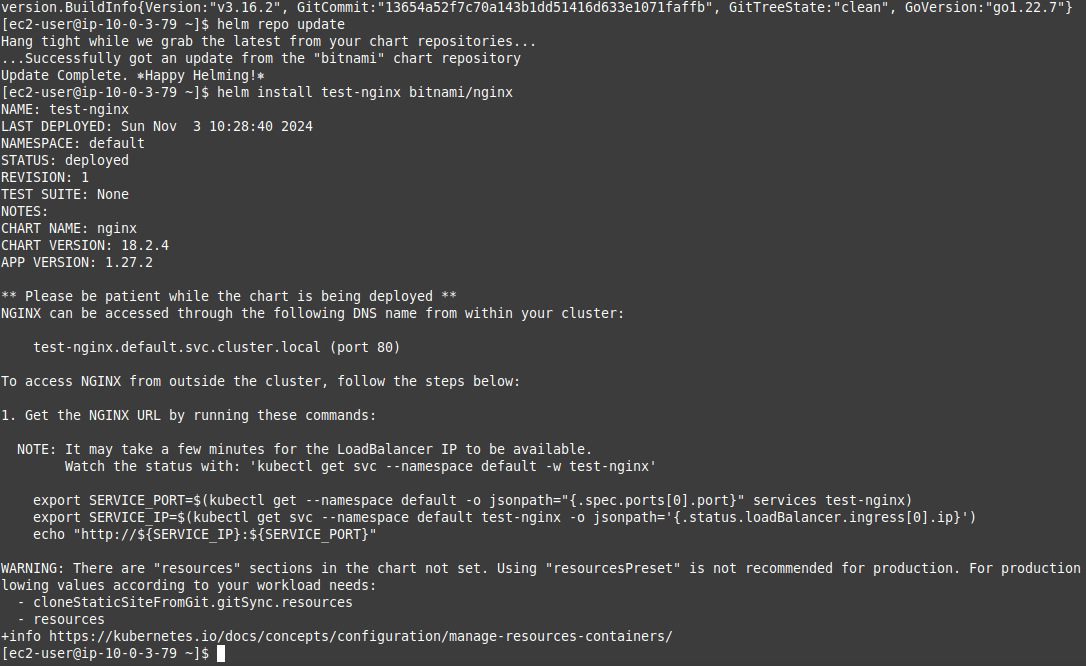 version.BuildInfo{Version:"v3.16.2", GitCommit:"13654a52f7c70a143b1dd51416d633e1071faffb", GitTreeState:"clean", GoVersion:"go1.22.7"}
[ec2-user@ip-10-0-3-79 ~]$ helm repo update
Hang tight while we grab the latest from your chart repositories...
...Successfully got an update from the "bitnami" chart repository
Update Complete. ⎈Happy Helming!⎈
[ec2-user@ip-10-0-3-79 ~]$ helm install test-nginx bitnami/nginx
NAME: test-nginx
LAST DEPLOYED: Sun Nov  3 10:28:40 2024
NAMESPACE: default
STATUS: deployed
REVISION: 1
TEST SUITE: None
NOTES:
CHART NAME: nginx
CHART VERSION: 18.2.4
APP VERSION: 1.27.2

** Please be patient while the chart is being deployed **
NGINX can be accessed through the following DNS name from within your cluster:

    test-nginx.default.svc.cluster.local (port 80)

To access NGINX from outside the cluster, follow the steps below:

1. Get the NGINX URL by running these commands:

  NOTE: It may take a few minutes for the LoadBalancer IP to be available.
        Watch the status with: 'kubectl get svc --namespace default -w test-nginx'

    export SERVICE_PORT=$(kubectl get --namespace default -o jsonpath="{.spec.ports[0].port}" services test-nginx)
    export SERVICE_IP=$(kubectl get svc --namespace default test-nginx -o jsonpath='{.status.loadBalancer.ingress[0].ip}')
    echo "http://${SERVICE_IP}:${SERVICE_PORT}"

WARNING: There are "resources" sections in the chart not set. Using "resourcesPreset" is not recommended for production. For production
lowing values according to your workload needs:
  - cloneStaticSiteFromGit.gitSync.resources
  - resources
+info https://kubernetes.io/docs/concepts/configuration/manage-resources-containers/
[ec2-user@ip-10-0-3-79 ~]$